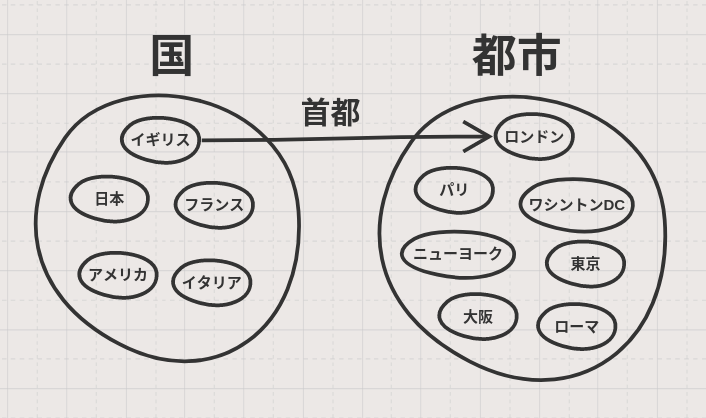 国
都市
首都
イギリス
ロンドン
日本
フランス
アメリカ
イタリア
パリ
ワシントンDC
ニューヨーク
東京
大阪
ローマ